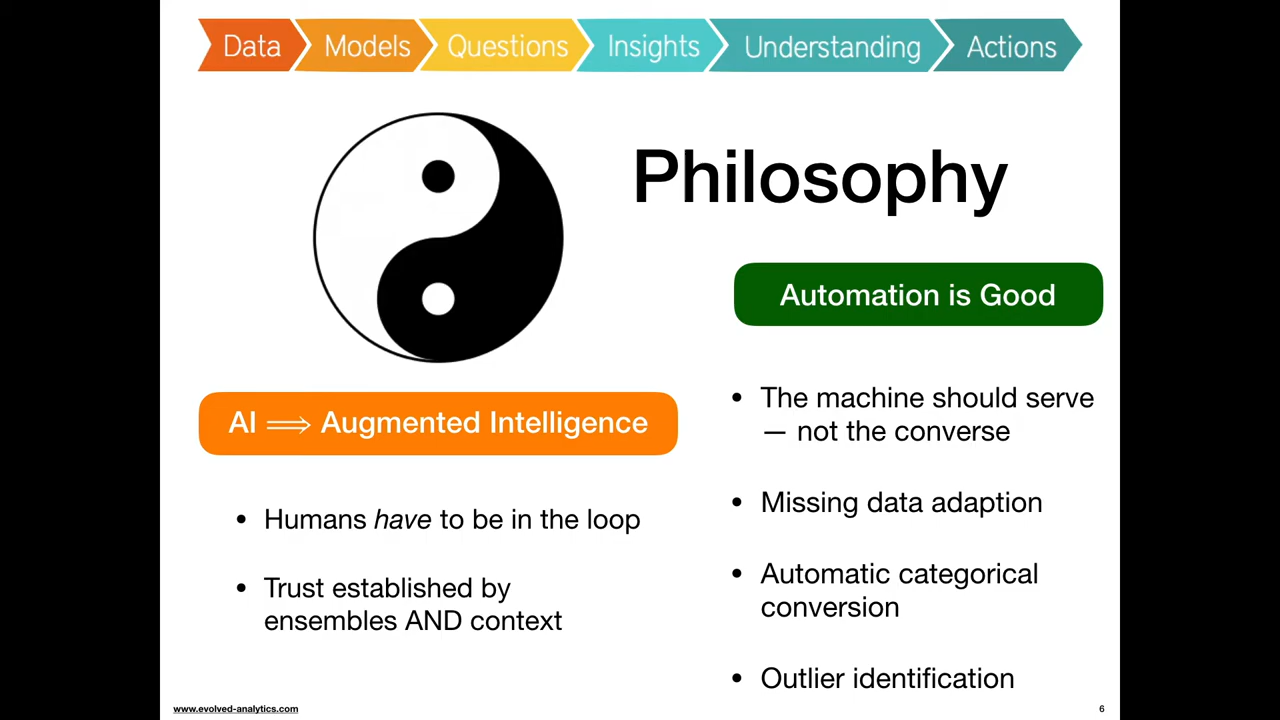 Data Models Questions Insights Understanding Actions
Philosophy
AI ⟹ Augmented Intelligence
• Humans have to be in the loop
• Trust established by
ensembles AND context
Automation is Good
• The machine should serve
— not the converse
• Missing data adaption
• Automatic categorical
conversion
• Outlier identification
www.evolved-analytics.com
6